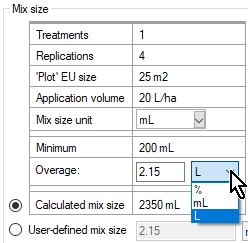 Mix size
Treatments 1
Replications 4
'Plot' EU size 25 m2
Application volume 20 L/ha
Mix size unit mL
Minimum 200 mL
Overage: 2.15 L
%
mL
L
Calculated mix size 2350 mL
User-defined mix size 2.15